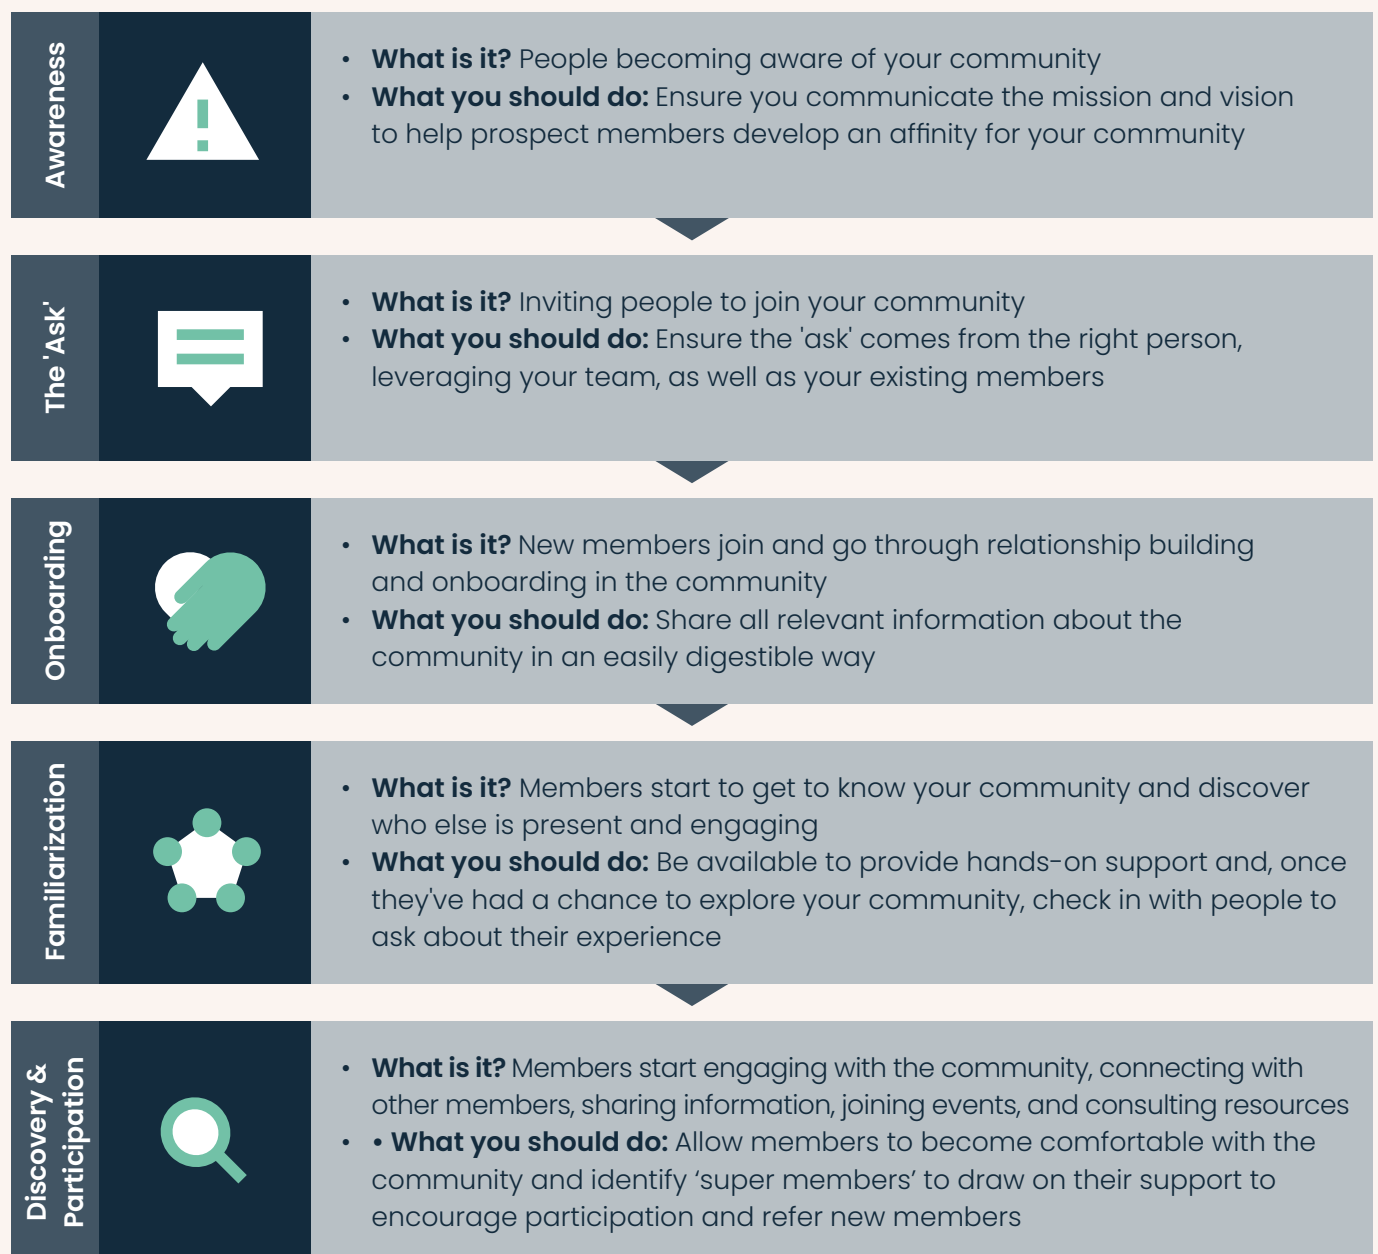 Awareness
• What is it? People becoming aware of your community
• What you should do: Ensure you communicate the mission and vision
to help prospect members develop an affinity for your community
The 'Ask'
• What is it? Inviting people to join your community
• What you should do: Ensure the 'ask' comes from the right person,
leveraging your team, as well as your existing members
Onboarding
• What is it? New members join and go through relationship building
and onboarding in the community
• What you should do: Share all relevant information about the
community in an easily digestible way
Familiarization
• What is it? Members start to get to know your community and discover
who else is present and engaging
• What you should do: Be available to provide hands-on support and, once
they've had a chance to explore your community, check in with people to
ask about their experience
Discovery &
Participation
• What is it? Members start engaging with the community, connecting with
other members, sharing information, joining events, and consulting resources
• • What you should do: Allow members to become comfortable with the
community and identify ‘super members’ to draw on their support to
encourage participation and refer new members